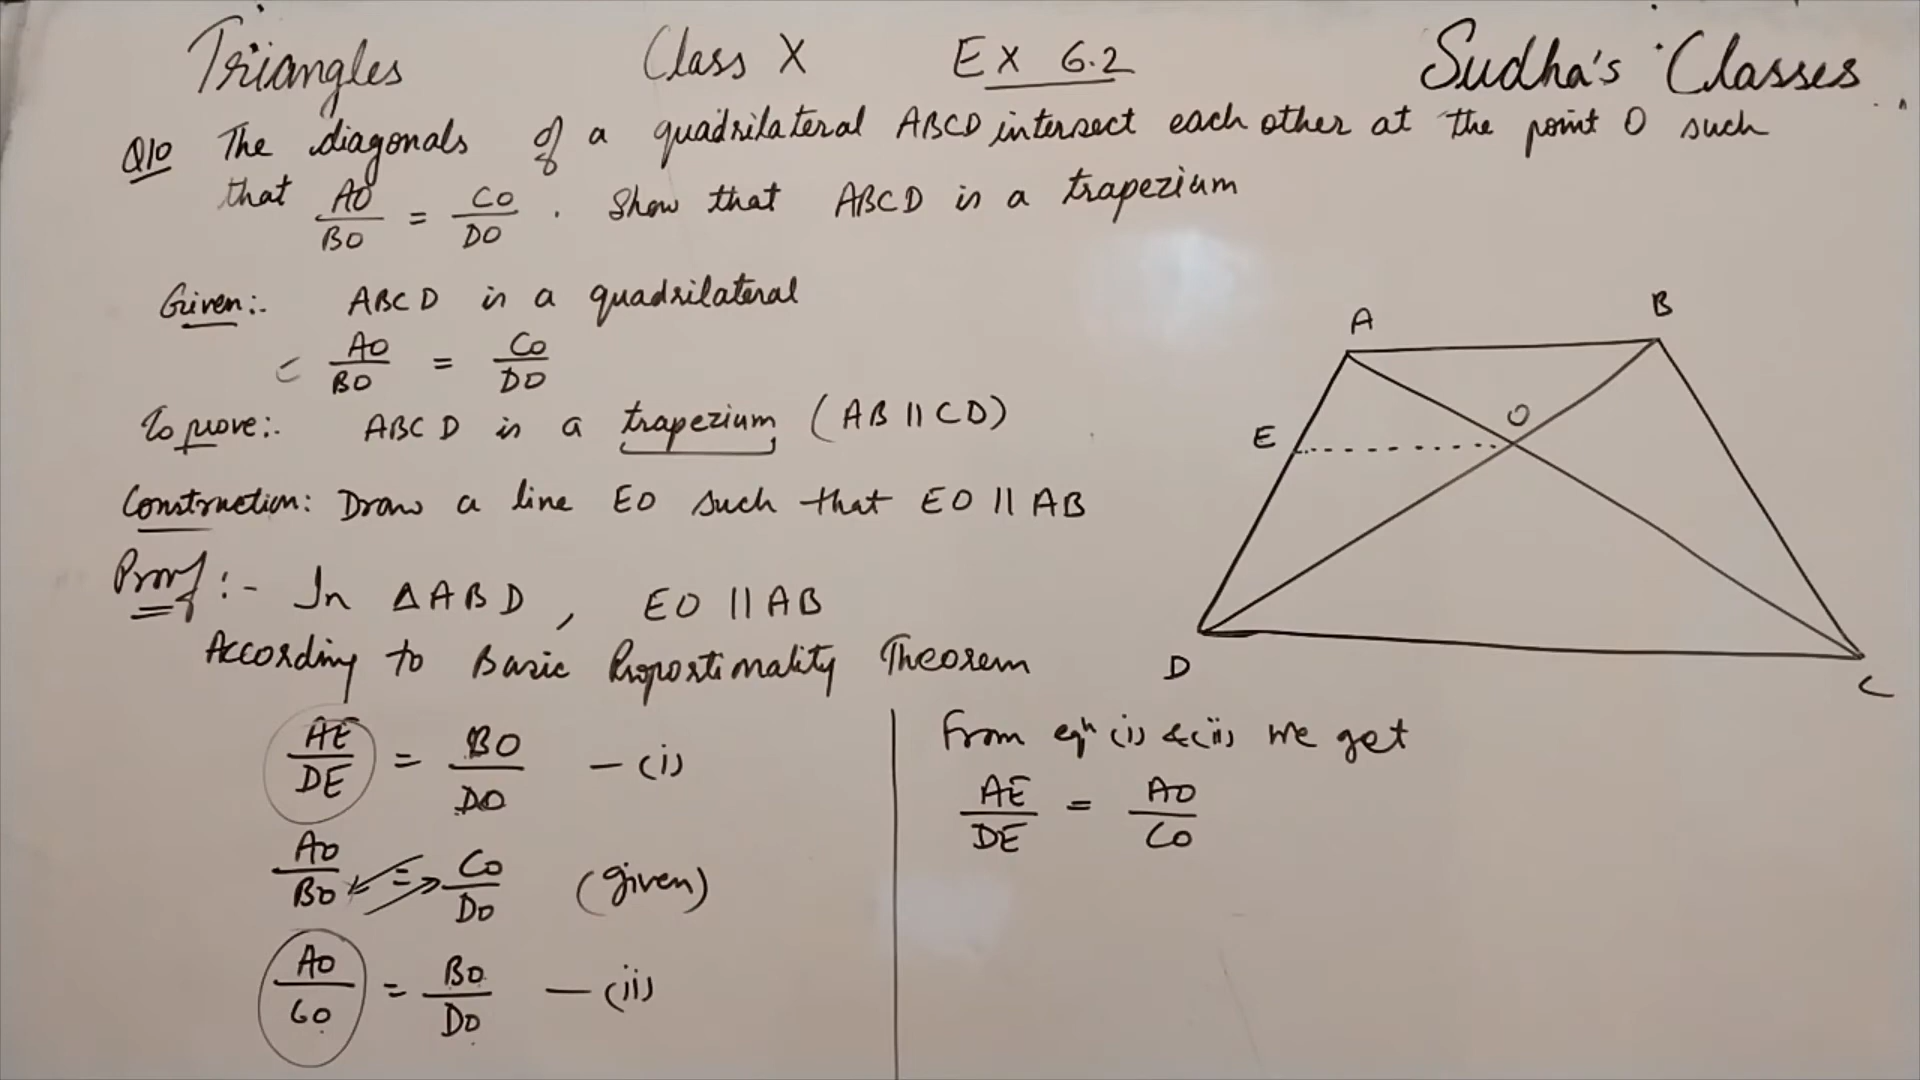 Triangles Class X Ex 6.2 Sudha's Classes
Q10 The diagonals of a quadrilateral ABCD intersect each other at the point O such
that AO/BO = CO/DO . Show that ABCD is a trapezium
Given:- ABCD is a quadrilateral
AO/BO = CO/DO
To prove:- ABCD is a trapezium (AB || CD)
Construction: Draw a line EO such that EO || AB
Proof:- In ΔABD, EO || AB
According to Basic Proportionality Theorem
AE/DE = BO/DO — (i)
AO/BO = CO/DO (given)
AO/CO = BO/DO — (ii)
From eqn (i) & (ii) we get
AE/DE = AO/CO
A
B
E
O
D
C